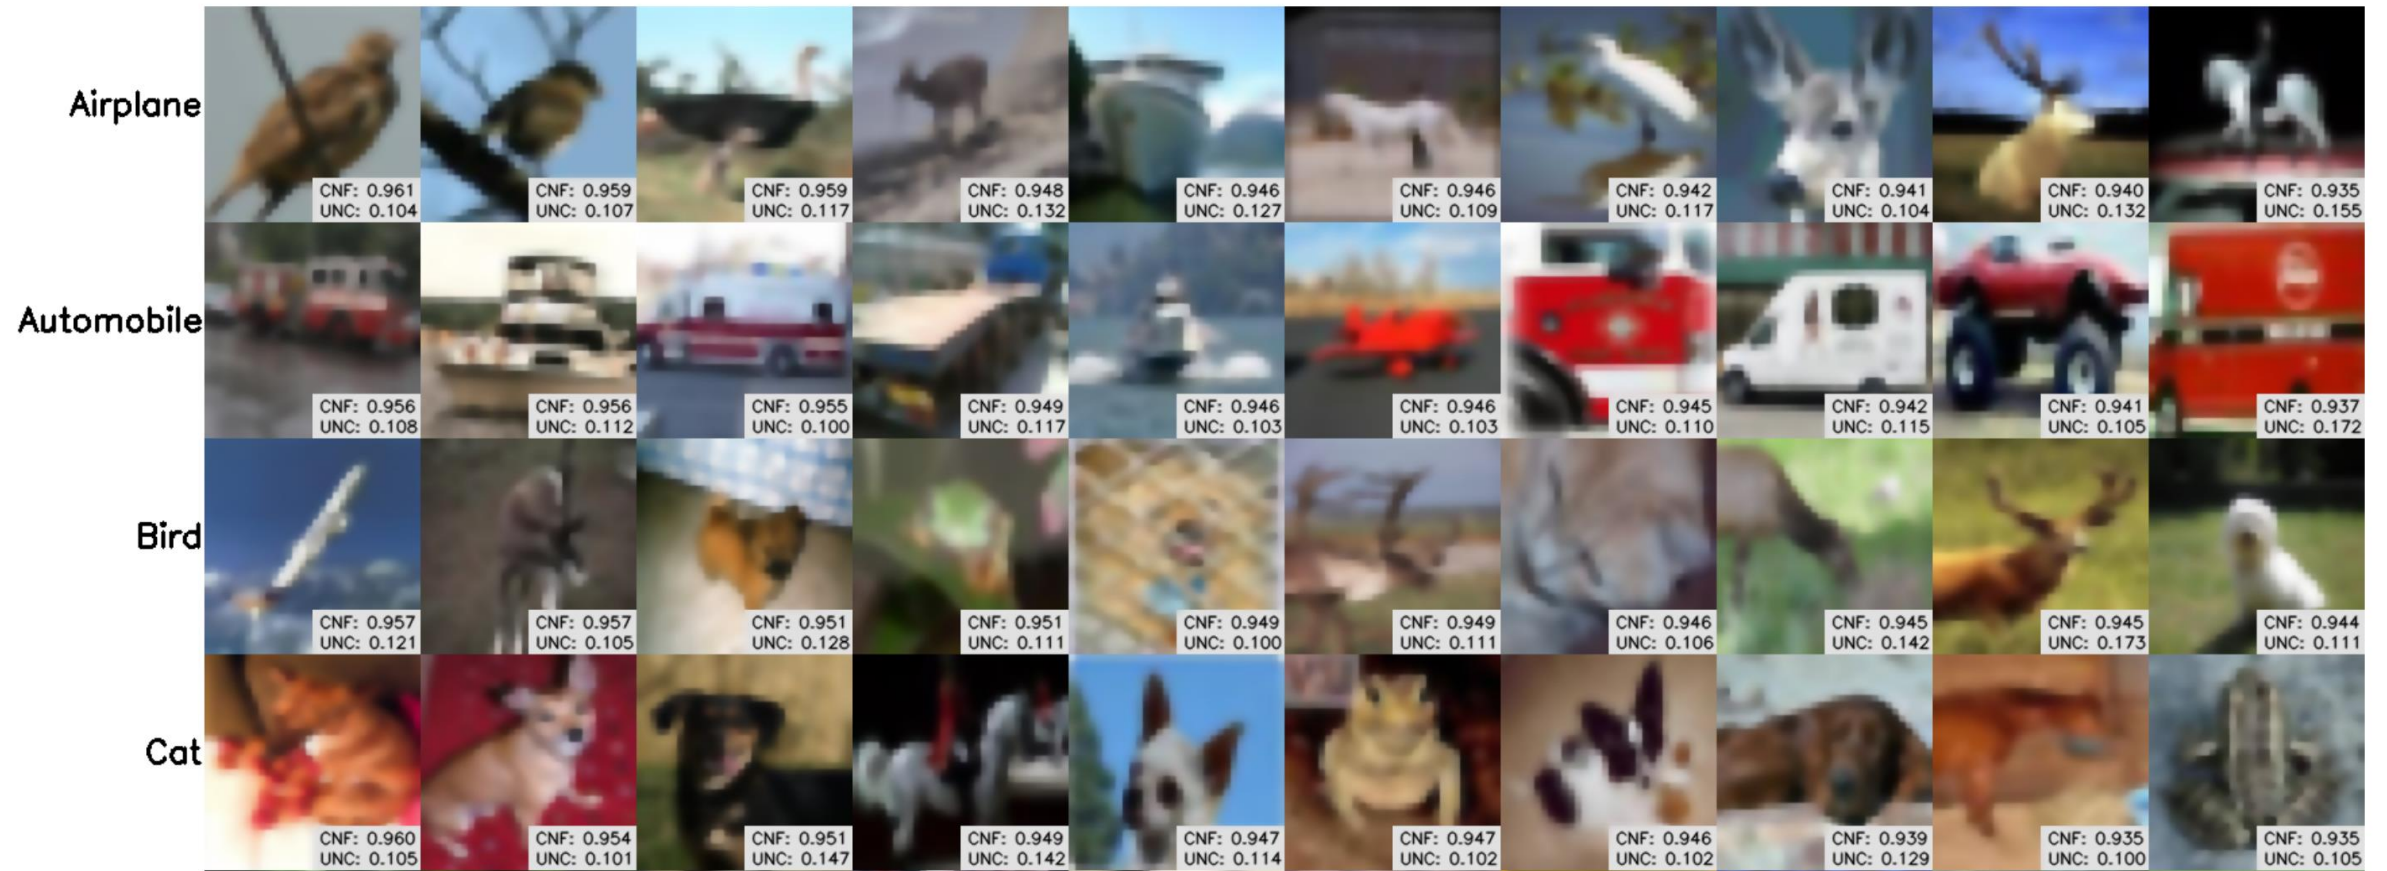 Airplane
CNF: 0.961
UNC: 0.104
CNF: 0.959
UNC: 0.107
CNF: 0.959
UNC: 0.117
CNF: 0.948
UNC: 0.132
CNF: 0.946
UNC: 0.127
CNF: 0.946
UNC: 0.109
CNF: 0.942
UNC: 0.117
CNF: 0.941
UNC: 0.104
CNF: 0.940
UNC: 0.132
CNF: 0.935
UNC: 0.155
Automobile
CNF: 0.956
UNC: 0.108
CNF: 0.956
UNC: 0.112
CNF: 0.955
UNC: 0.100
CNF: 0.949
UNC: 0.117
CNF: 0.946
UNC: 0.103
CNF: 0.946
UNC: 0.103
CNF: 0.945
UNC: 0.110
CNF: 0.942
UNC: 0.115
CNF: 0.941
UNC: 0.105
CNF: 0.937
UNC: 0.172
Bird
CNF: 0.957
UNC: 0.121
CNF: 0.957
UNC: 0.105
CNF: 0.951
UNC: 0.128
CNF: 0.951
UNC: 0.111
CNF: 0.949
UNC: 0.100
CNF: 0.949
UNC: 0.111
CNF: 0.946
UNC: 0.106
CNF: 0.945
UNC: 0.142
CNF: 0.945
UNC: 0.173
CNF: 0.944
UNC: 0.111
Cat
CNF: 0.960
UNC: 0.105
CNF: 0.954
UNC: 0.101
CNF: 0.951
UNC: 0.147
CNF: 0.949
UNC: 0.142
CNF: 0.947
UNC: 0.114
CNF: 0.947
UNC: 0.102
CNF: 0.946
UNC: 0.102
CNF: 0.939
UNC: 0.129
CNF: 0.935
UNC: 0.100
CNF: 0.935
UNC: 0.105